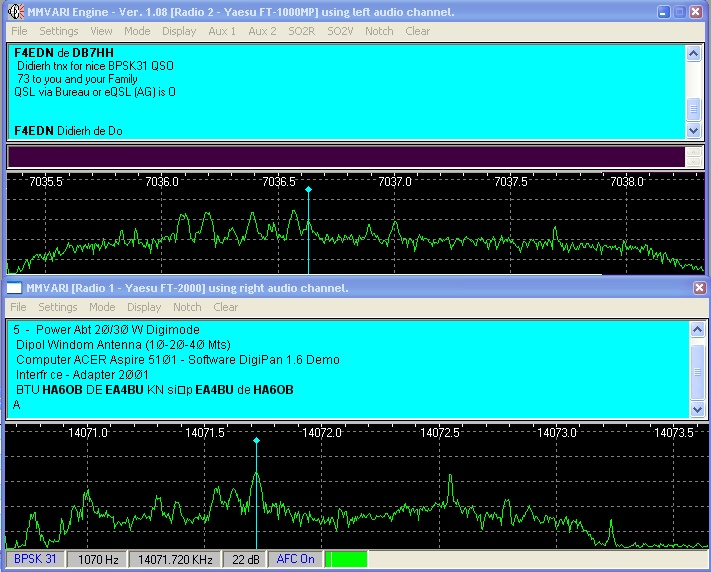 MMVARI Engine - Ver. 1.08 [Radio 2 - Yaesu FT-1000MP] using left audio channel.
File Settings View Mode Display Aux 1 Aux 2 SO2R SO2V Notch Clear
F4EDN de DB7HH
Didierh tnx for nice BPSK31 QSO
73 to you and your Family
QSL via Bureau or eQSL (AG) is O
F4EDN Didierh de Do
7035.5 7036.0 7036.5 7037.0 7037.5 7038.0
MMVARI [Radio 1 - Yaesu FT-2000] using right audio channel.
File Settings Mode Display Notch Clear
5 - Power Abt 2Ø/3Ø W Digimode
Dipol Windom Antenna (1Ø-2Ø-4Ø Mts)
Computer ACER Aspire 51Ø1 - Software DigiPan 1.6 Demo
Interfr ce - Adapter 2ØØ1
BTU HA6OB DE EA4BU KN si□p EA4BU de HA6OB
A
14071.0 14071.5 14072.0 14072.5 14073.0 14073.5
BPSK 31 1070 Hz 14071.720 KHz 22 dB AFC On